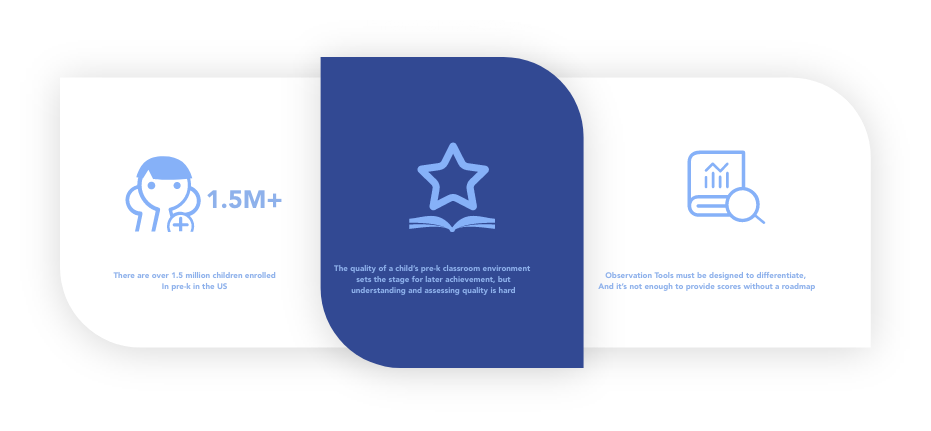 1.5M+
There are over 1.5 million children enrolled
In pre-k in the US
The quality of a child's pre-k classroom environment
sets the stage for later achievement, but
understanding and assessing quality is hard
Observation Tools must be designed to differentiate,
And it's not enough to provide scores without a roadmap